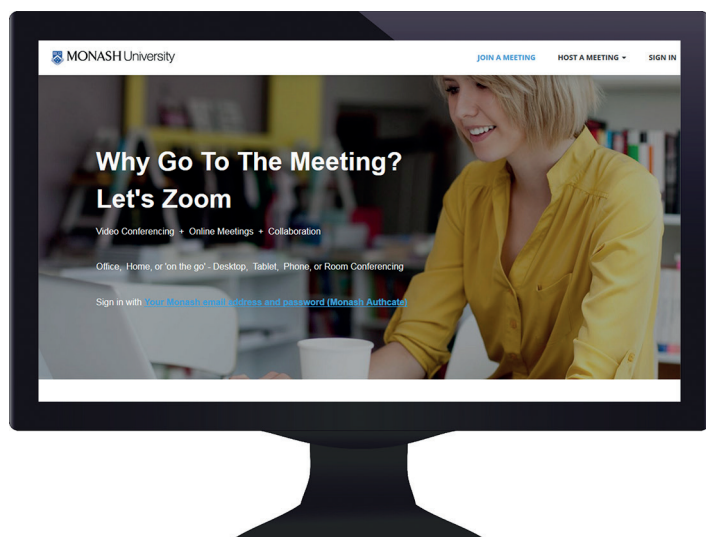 MONASH University
JOIN A MEETING
HOST A MEETING
SIGN IN
Why Go To The Meeting?
Let's Zoom
Video Conferencing + Online Meetings + Collaboration
Office, Home, or 'on the go' - Desktop, Tablet, Phone, or Room Conferencing
Sign in with Your Monash email address and password (Monash Authcate)